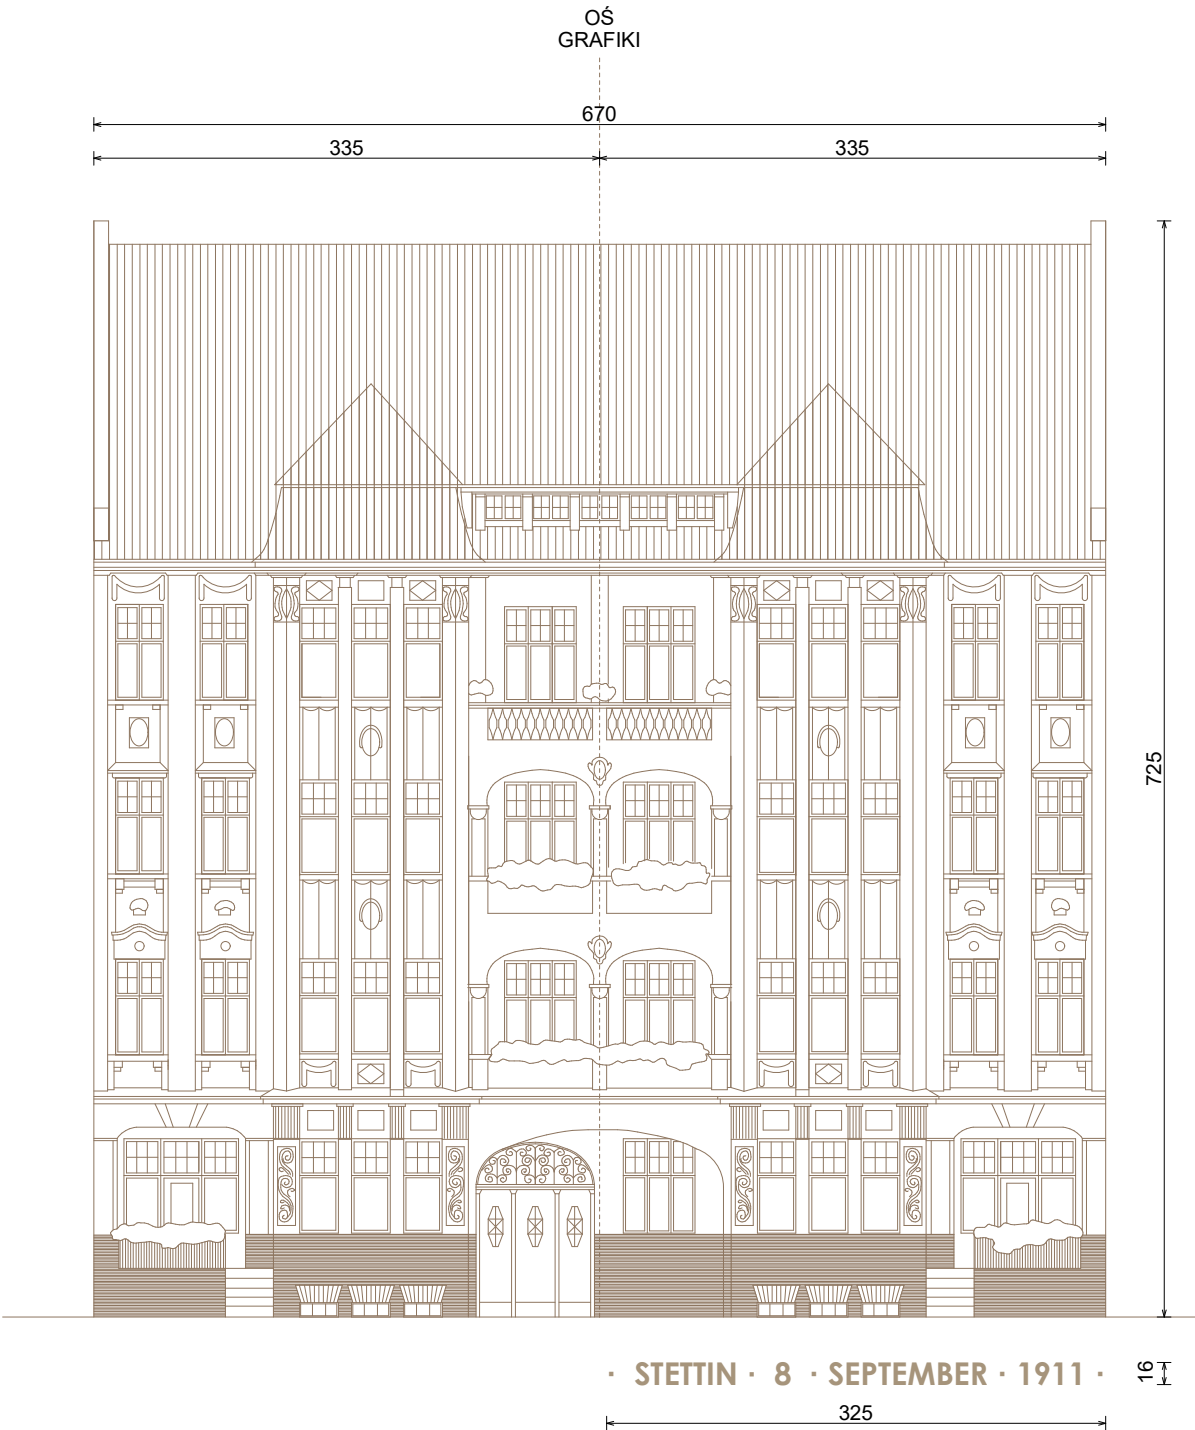 OŚ
GRAFIKI
670
335 335
725
· STETTIN · 8 · SEPTEMBER · 1911 ·
16
325